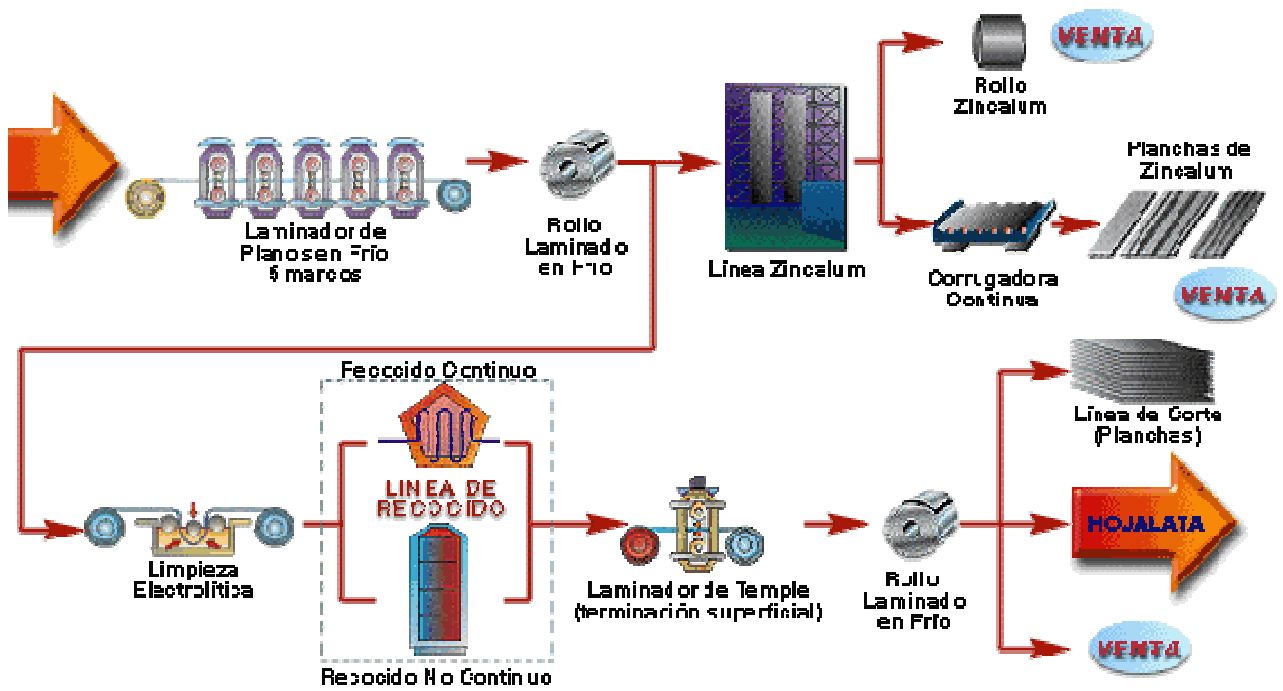 VENTA
Rollo
Zincalum
Planchas de
Zincalum
Laminador de
Planos en Frío
5 marcos
Rollo
Laminado
en Frío
Línea Zincalum
Corrugadora
Continua
VENTA
Recocido Continuo
Línea de Corte
(Planchas)
LINEA DE
RECOCIDO
HOJALATA
Limpieza
Electrolítica
Laminador de Temple
(terminación superficial)
Rollo
Laminado
en Frío
VENTA
Recocido No Continuo